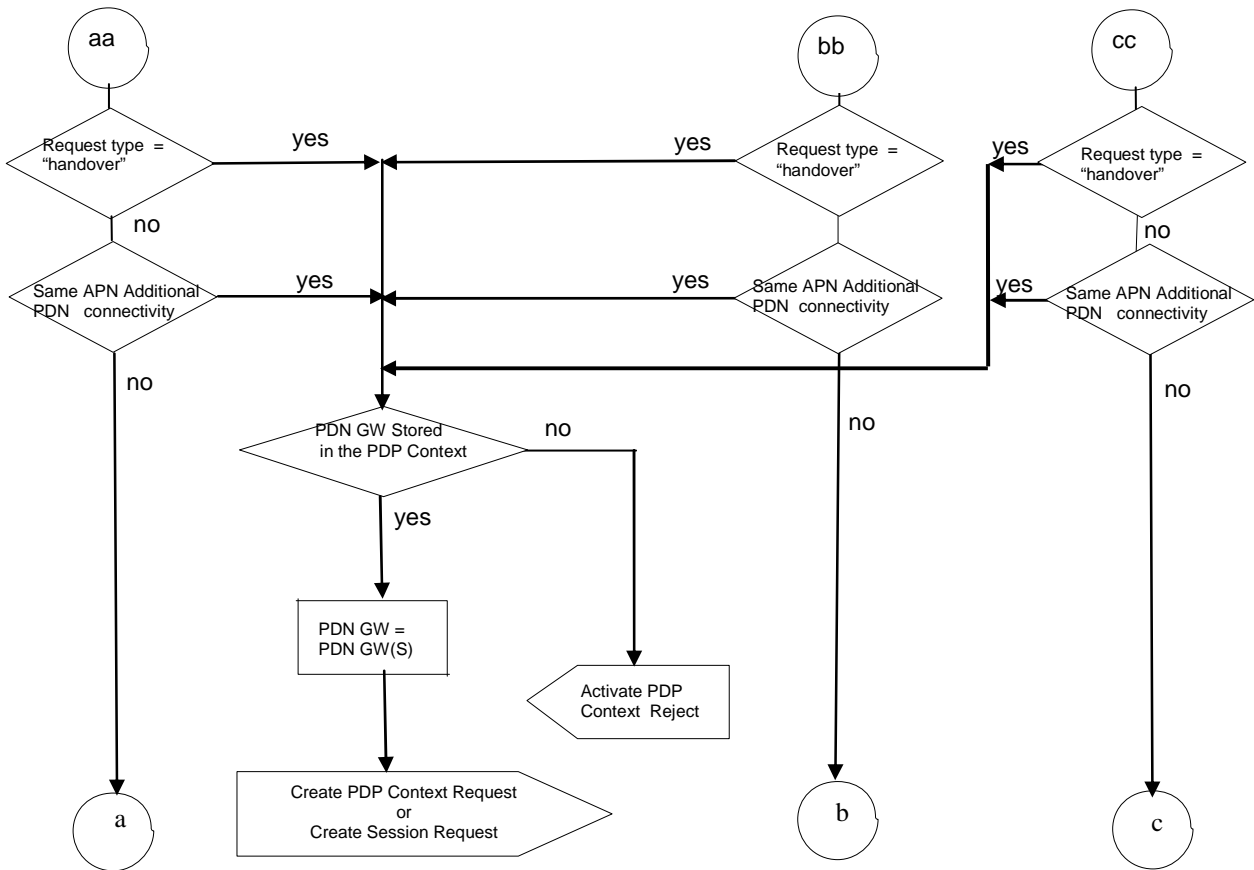 aa
bb
cc
Request type =
“handover”
yes
yes
Request type =
“handover”
yes
Request type =
“handover”
no
no
Same APN Additional
PDN connectivity
yes
yes
Same APN Additional
PDN connectivity
yes
Same APN Additional
PDN connectivity
no
no
no
PDN GW Stored
in the PDP Context
no
yes
PDN GW =
PDN GW(S)
Activate PDP
Context Reject
Create PDP Context Request
or
Create Session Request
a
b
c